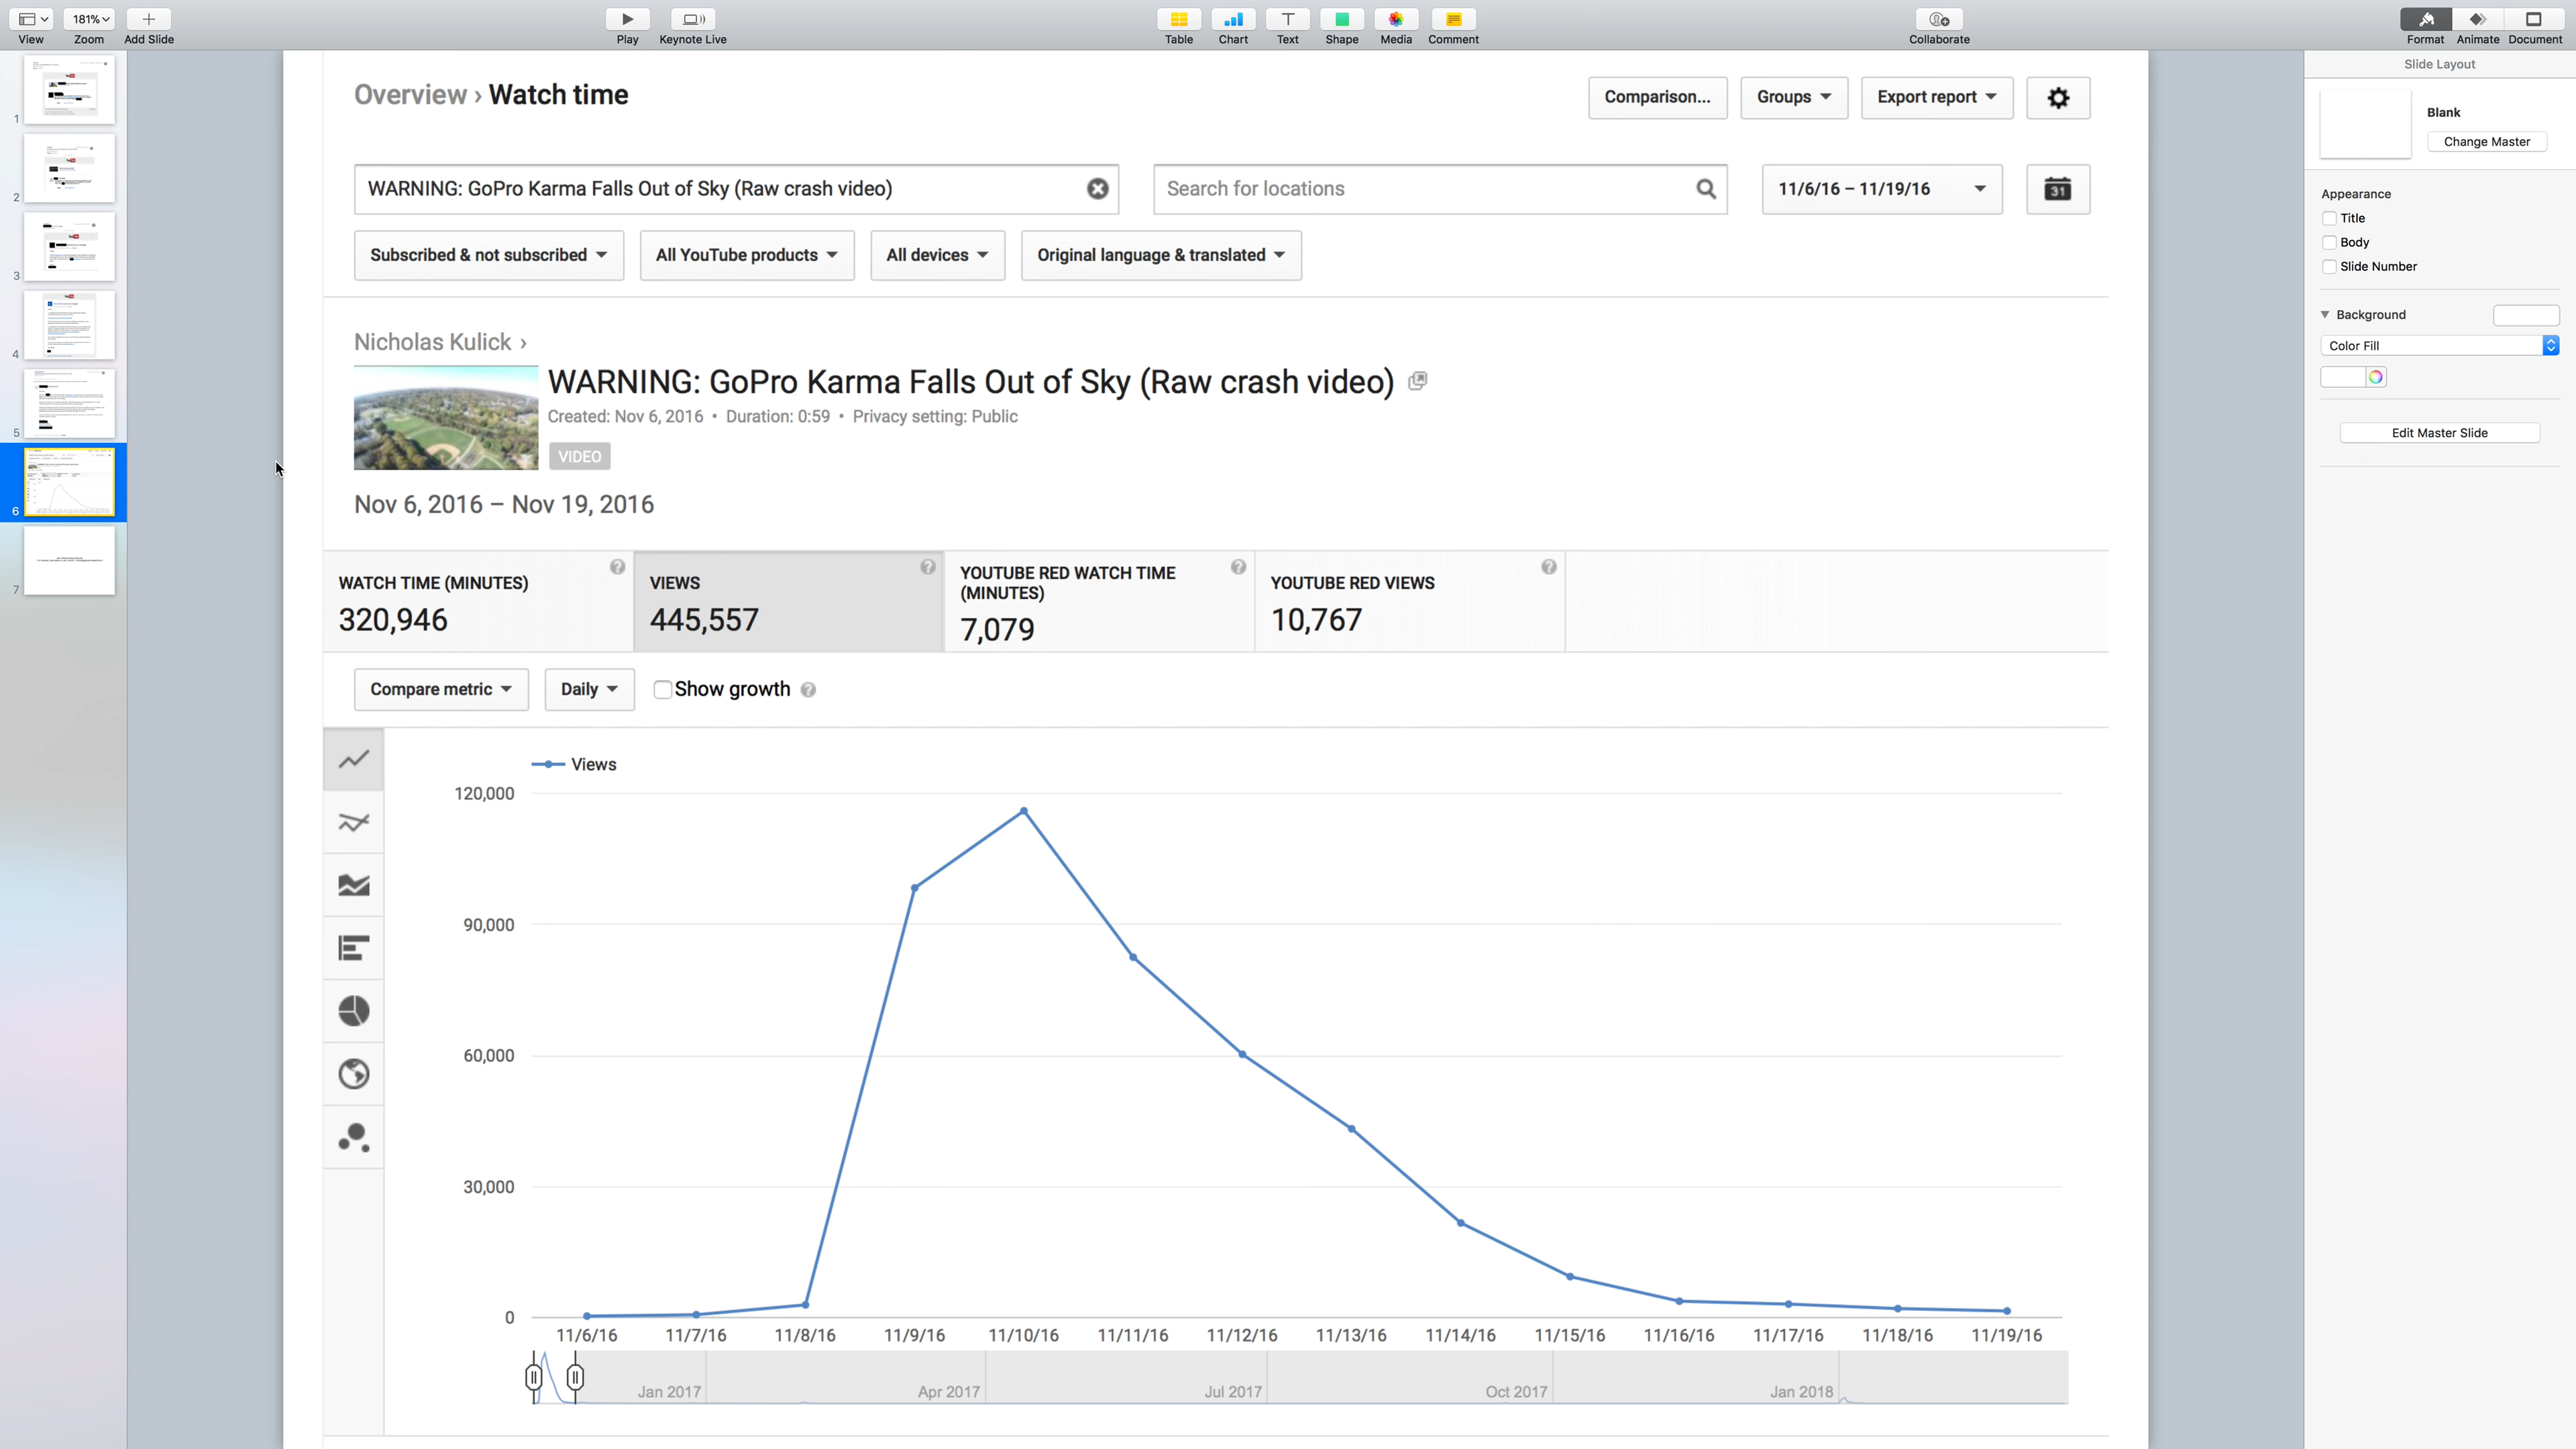 181%
View
Zoom
Add Slide
Play
Keynote Live
Table
Chart
Text
Shape
Media
Comment
Collaborate
Format
Animate
Document
1
2
3
4
5
6
7
Overview › Watch time
Comparison...
Groups
Export report
WARNING: GoPro Karma Falls Out of Sky (Raw crash video)
Search for locations
11/6/16 – 11/19/16
31
Subscribed & not subscribed
All YouTube products
All devices
Original language & translated
Nicholas Kulick ›
WARNING: GoPro Karma Falls Out of Sky (Raw crash video)
Created: Nov 6, 2016 • Duration: 0:59 • Privacy setting: Public
VIDEO
Nov 6, 2016 – Nov 19, 2016
WATCH TIME (MINUTES) ?
320,946
VIEWS ?
445,557
YOUTUBE RED WATCH TIME ?
(MINUTES)
7,079
YOUTUBE RED VIEWS ?
10,767
Compare metric
Daily
Show growth ?
Views
120,000
90,000
60,000
30,000
0
11/6/16 11/7/16 11/8/16 11/9/16 11/10/16 11/11/16 11/12/16 11/13/16 11/14/16 11/15/16 11/16/16 11/17/16 11/18/16 11/19/16
Jan 2017 Apr 2017 Jul 2017 Oct 2017 Jan 2018
Slide Layout
Blank
Change Master
Appearance
Title
Body
Slide Number
Background
Color Fill
Edit Master Slide